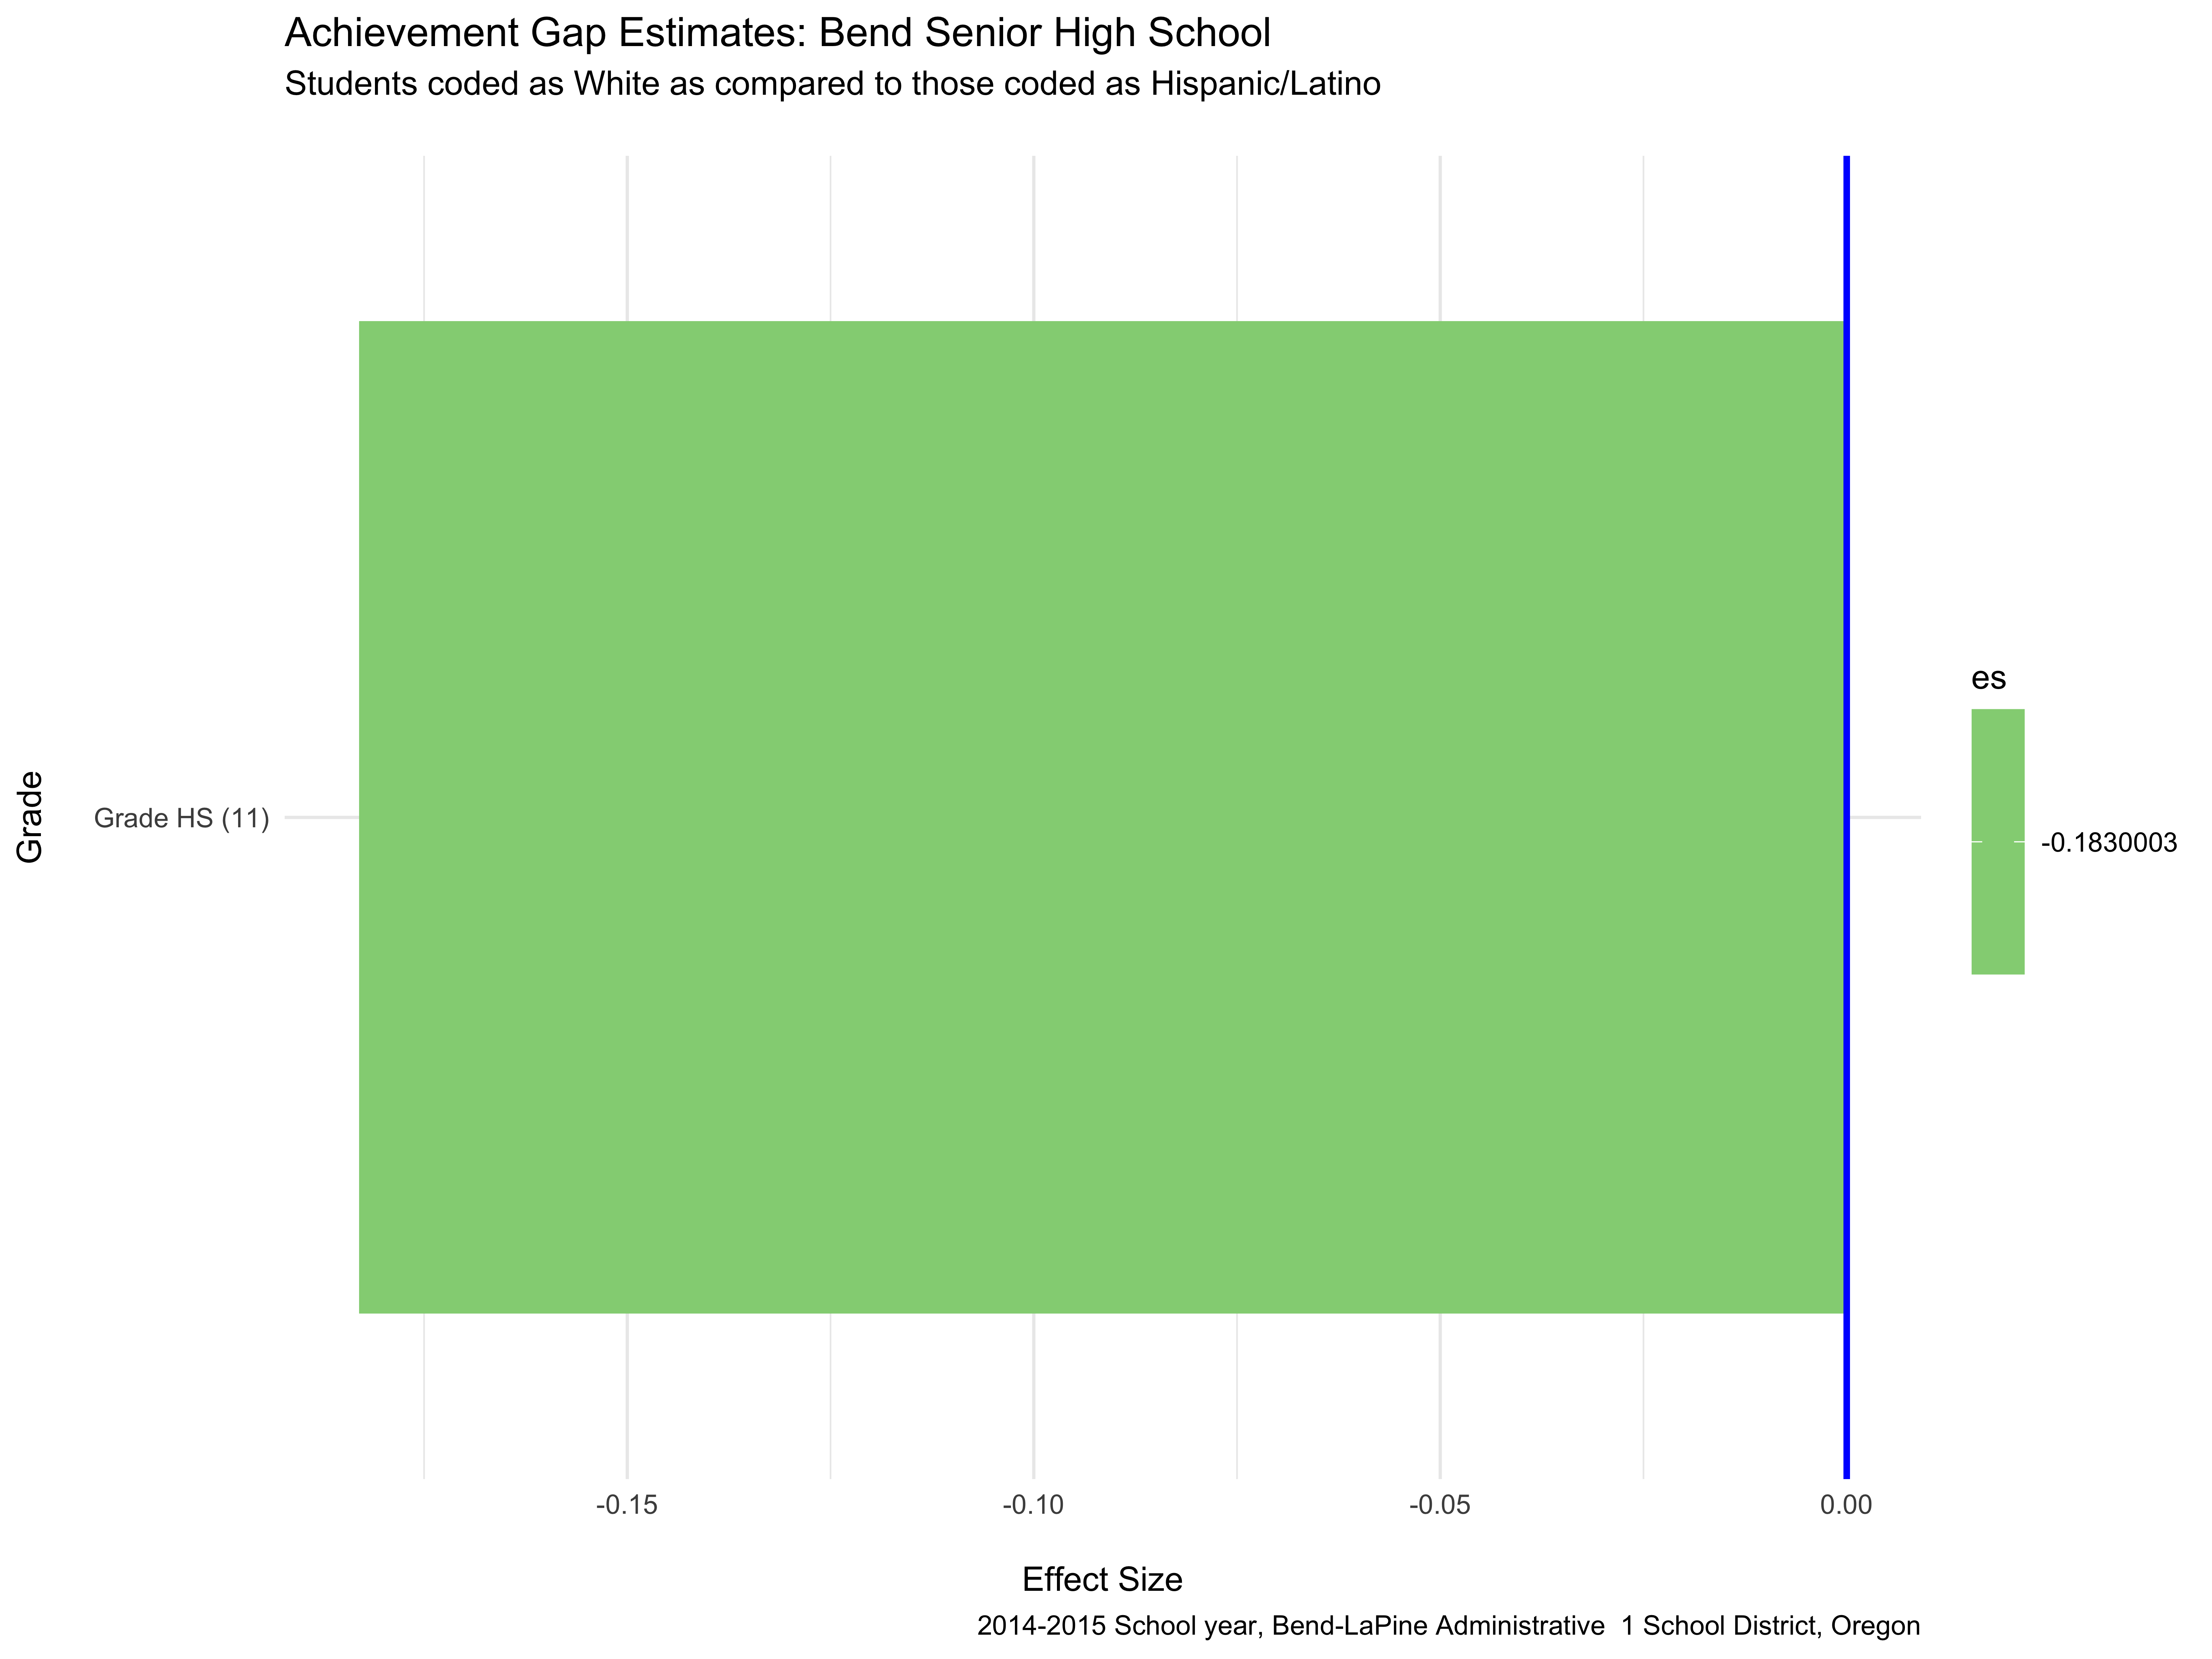 Achievement Gap Estimates: Bend Senior High School
Students coded as White as compared to those coded as Hispanic/Latino
Grade
Grade HS (11)
es
-0.1830003
-0.15
-0.10
-0.05
0.00
Effect Size
2014-2015 School year, Bend-LaPine Administrative  1 School District, Oregon